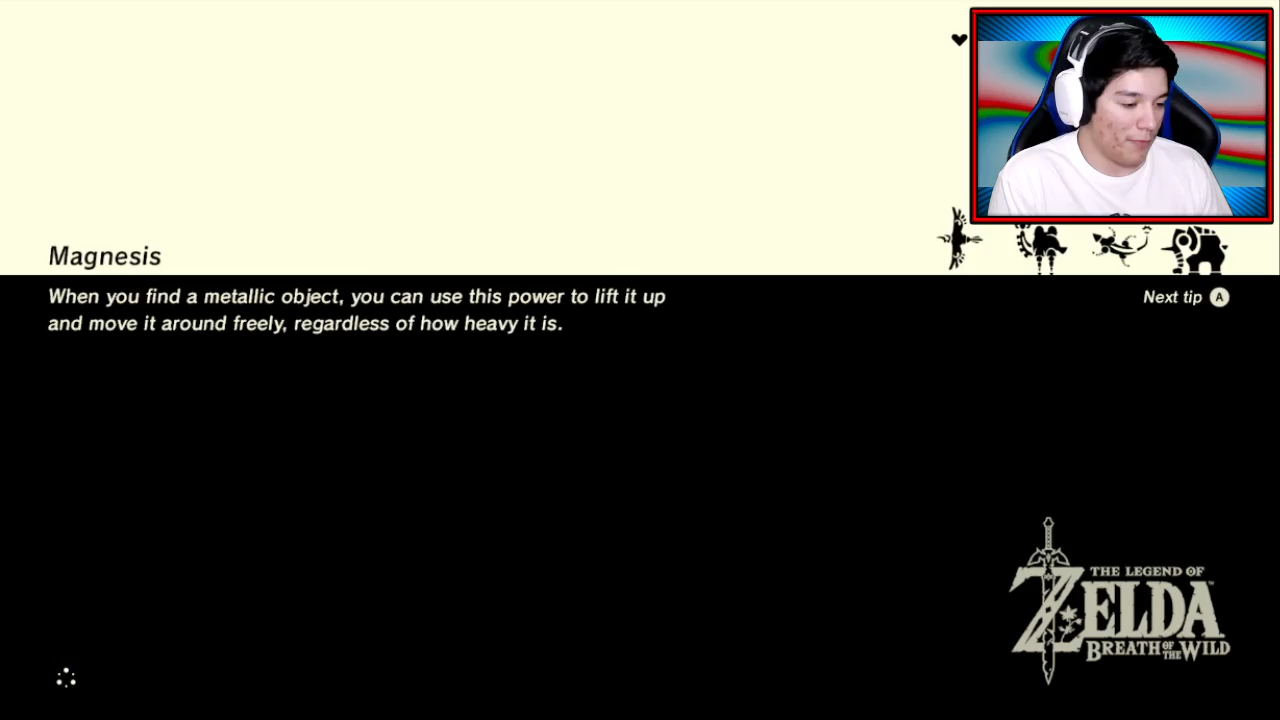 Magnesis
When you find a metallic object, you can use this power to lift it up
and move it around freely, regardless of how heavy it is.
Next tip A
THE LEGEND OF
ZELDA
BREATH OF THE WILD